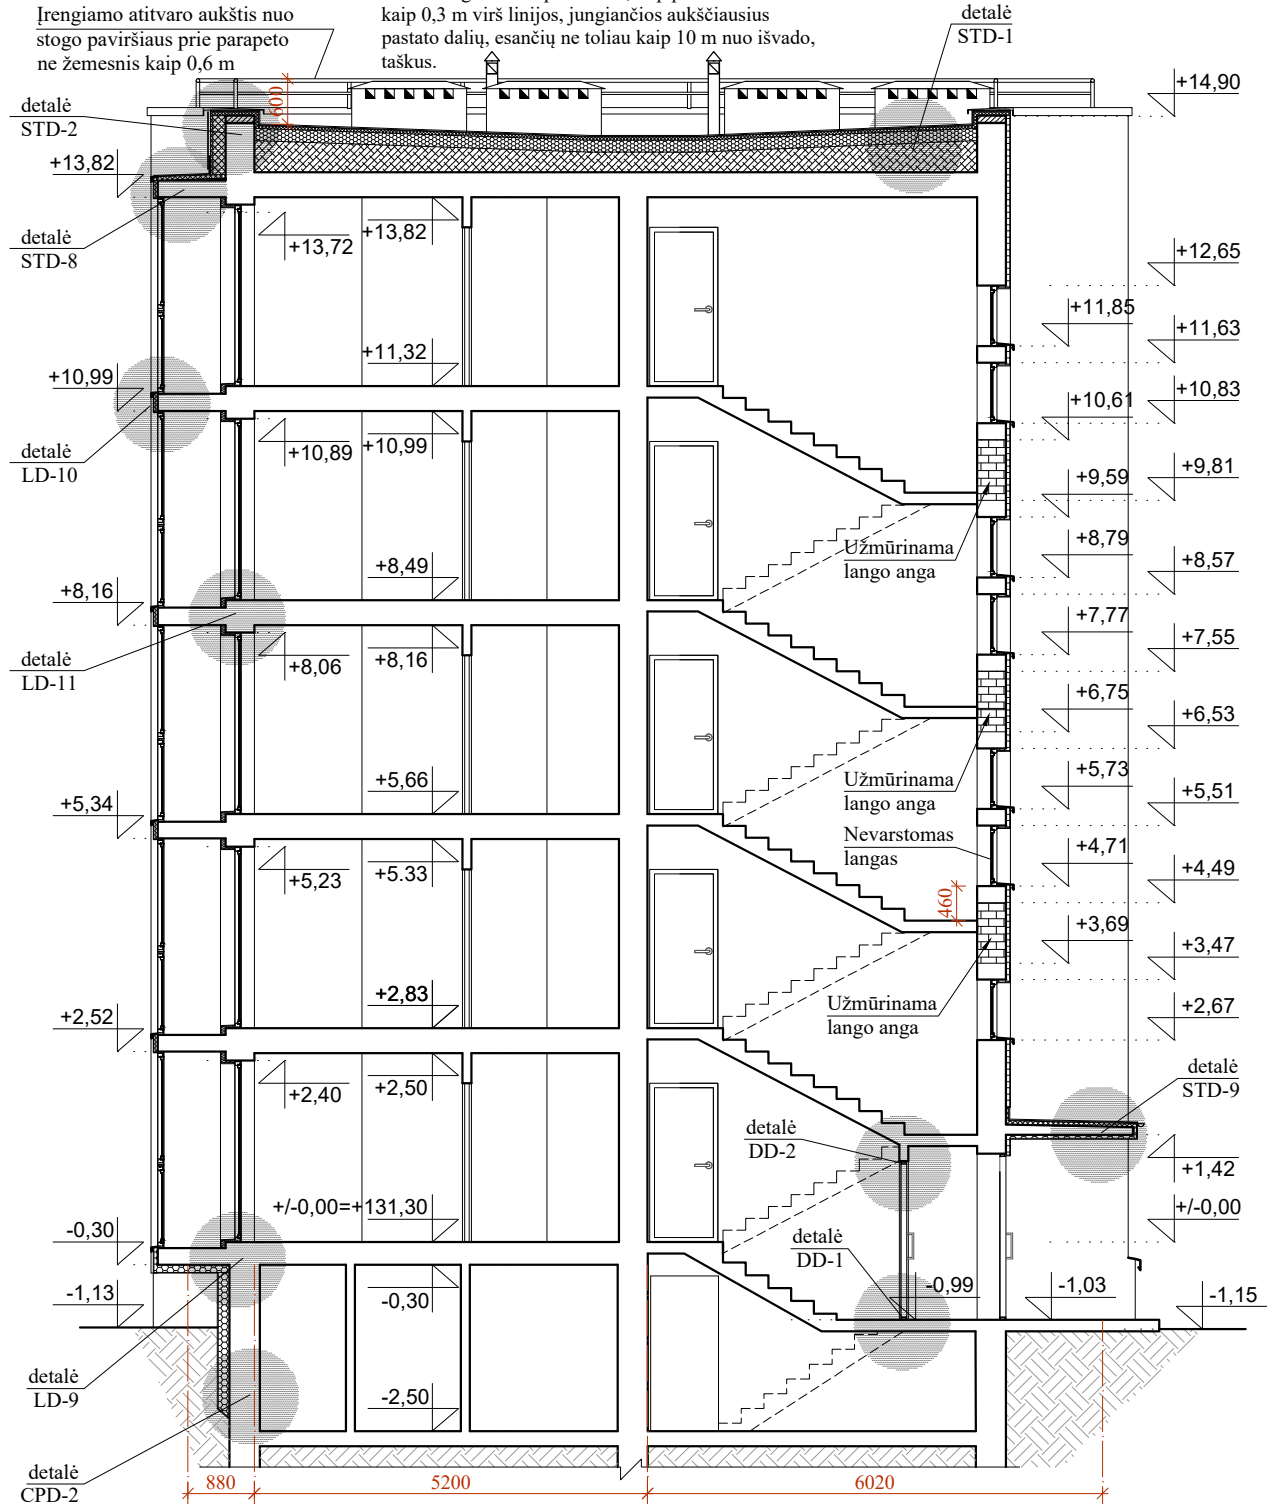 Įrengiamo atitvaro aukštis nuo
stogo paviršiaus prie parapeto
ne žemesnis kaip 0,6 m
kaip 0,3 m virš linijos, jungiančios aukščiausius
pastato dalių, esančių ne toliau kaip 10 m nuo išvado,
taškus.
detalė
STD-1
detalė
STD-2
600
+14,90
+13,82
detalė
STD-8
+13,72
+13,82
+12,65
+11,85
+11,63
+11,32
+10,99
+10,83
+10,61
detalė
LD-10
+10,89
+10,99
+9,81
+9,59
Užmūrinama
lango anga
+8,79
+8,57
+8,49
+8,16
+7,77
+7,55
detalė
LD-11
+8,06
+8,16
+6,75
+6,53
Užmūrinama
lango anga
+5,73
+5,51
+5,66
+5,34
Nevarstomas
langas
+4,71
+4,49
+5,23
+5.33
460
+3,69
+3,47
+2,83
Užmūrinama
lango anga
+2,67
+2,52
+2,40
+2,50
detalė
STD-9
detalė
DD-2
+1,42
+/-0,00=+131,30
+/-0,00
-0,30
detalė
DD-1
-0,99
-1,03
-1,15
-1,13
-0,30
detalė
LD-9
-2,50
detalė
CPD-2
880
5200
6020